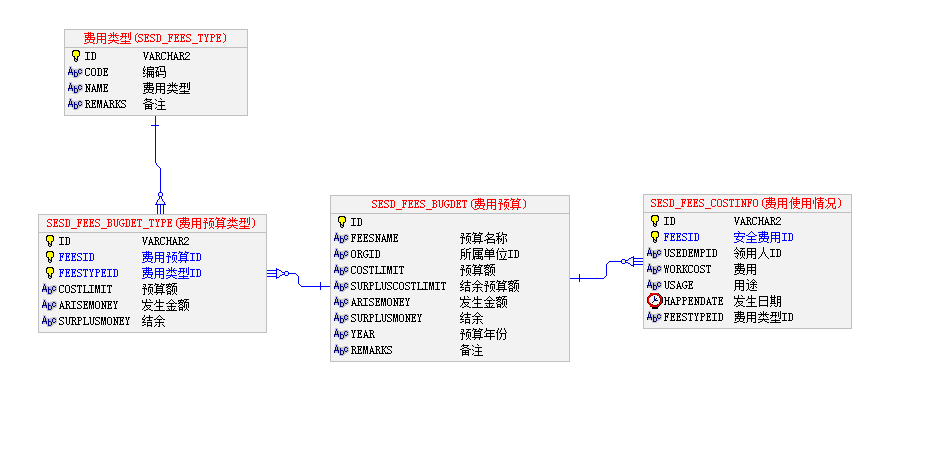 费用类型(SESD_FEES_TYPE)
ID VARCHAR2
CODE 编码
NAME 费用类型
REMARKS 备注
SESD_FEES_BUGDET_TYPE(费用预算类型)
ID VARCHAR2
FEESID 费用预算ID
FEESTYPEID 费用类型ID
COSTLIMIT 预算额
ARISEMONEY 发生金额
SURPLUSMONEY 结余
SESD_FEES_BUGDET(费用预算)
ID
FEESNAME 预算名称
ORGID 所属单位ID
COSTLIMIT 预算额
SURPLUSCOSTLIMIT 结余预算额
ARISEMONEY 发生金额
SURPLUSMONEY 结余
YEAR 预算年份
REMARKS 备注
SESD_FEES_COSTINFO(费用使用情况)
ID VARCHAR2
FEESID 安全费用ID
USEDEMPID 领用人ID
WORKCOST 费用
USAGE 用途
HAPPENDATE 发生日期
FEESTYPEID 费用类型ID